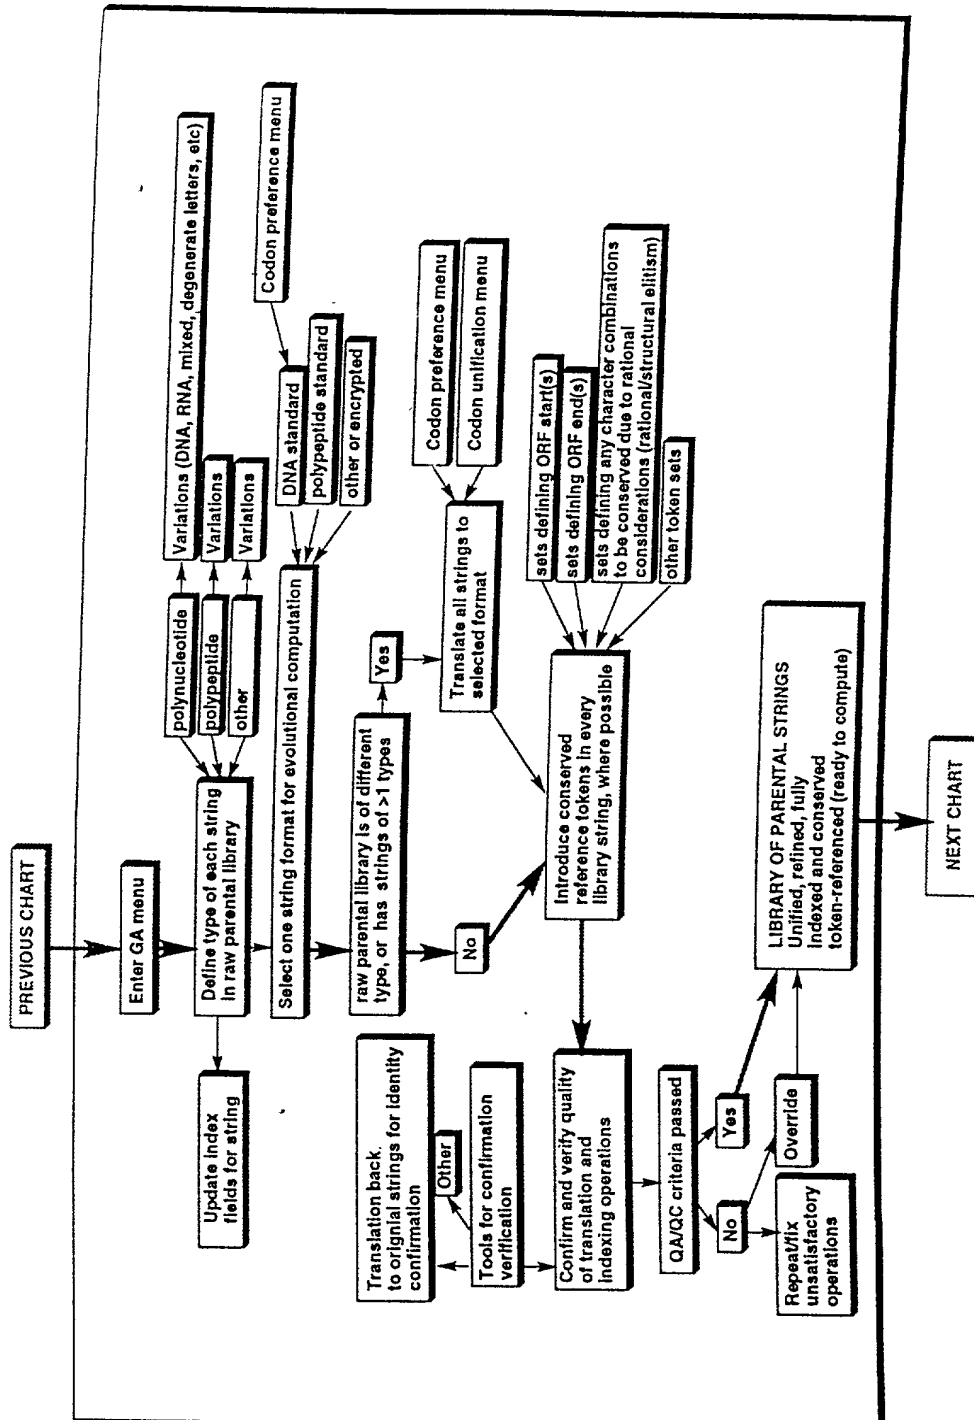 PREVIOUS CHART
Enter GA menu
Define type of each string
in raw parental library
Update index
fields for string
polynucleotide
Variations (DNA, RNA, mixed, degenerate letters, etc)
polypeptide
Variations
other
Variations
Select one string format for evolutional computation
DNA standard
Codon preference menu
polypeptide standard
other or encrypted
raw parental library is of different
type, or has strings of >1 types
Yes
No
Translate all strings to
selected format
Codon preference menu
Codon unification menu
Introduce conserved
reference tokens in every
library string, where possible
sets defining ORF start(s)
sets defining ORF end(s)
sets defining any character combinations
to be conserved due to rational
considerations (rational/structural elitism)
other token sets
Translation back.
to orignial strings for identity
confirmation
Other
Tools for confirmation
verification
Confirm and verify quality
of translation and
indexing operations
QA/QC criteria passed
Yes
No
Override
Repeat/fix
unsatisfactory
operations
LIBRARY OF PARENTAL STRINGS
Unified, refined, fully
indexed and conserved
token-referenced (ready to compute)
NEXT CHART